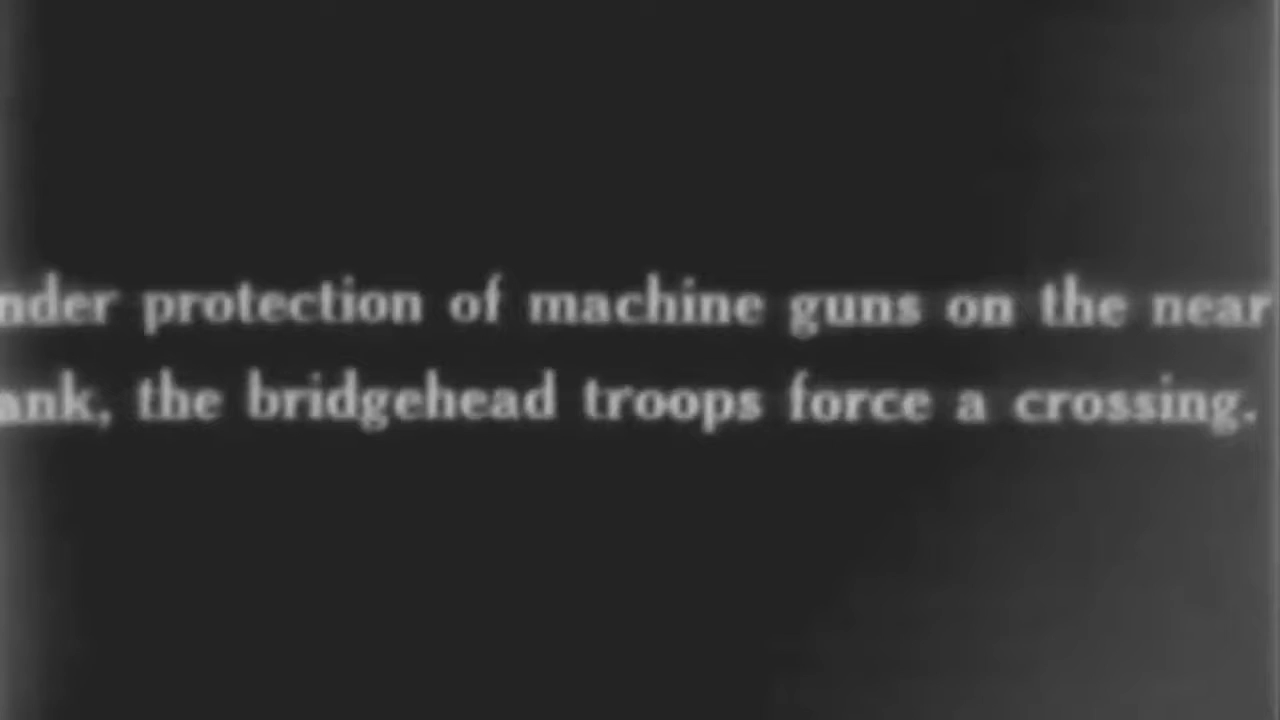 nder protection of machine guns on the near
ank, the bridgehead troops force a crossing.